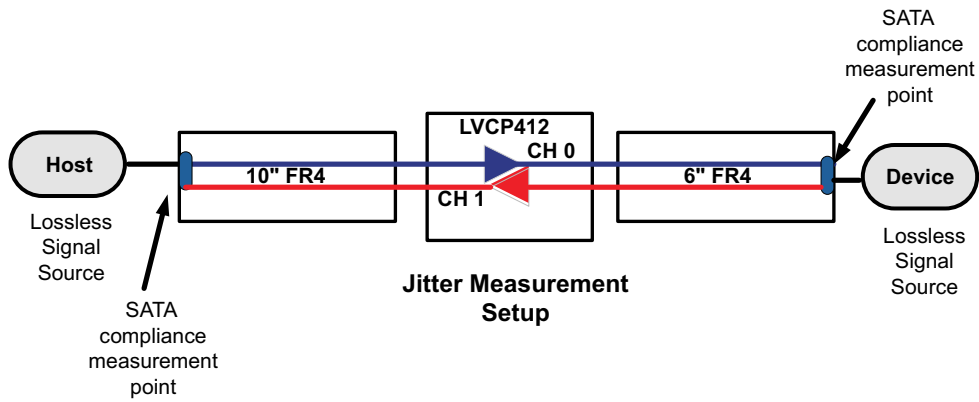 SATA
compliance
measurement
point
LVCP412
CH 0
Host
10" FR4
6" FR4
Device
CH 1
Lossless
Signal
Source
Lossless
Signal
Source
Jitter Measurement
Setup
SATA
compliance
measurement
point